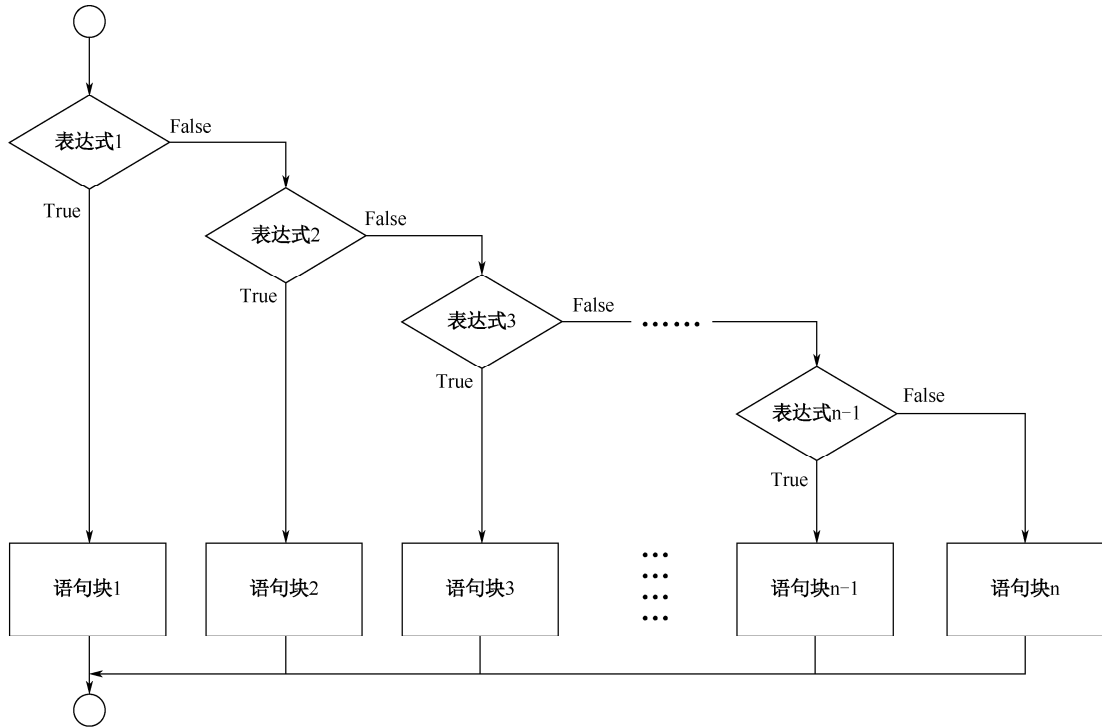 表达式1
False
True
表达式2
False
True
表达式3
False
……
True
表达式n-1
False
True
语句块1
语句块2
语句块3
语句块n-1
语句块n